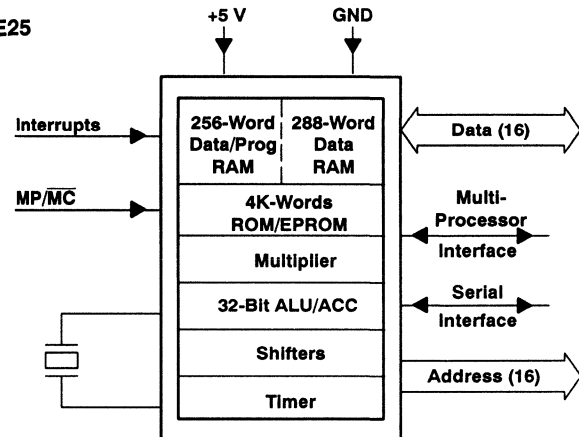 E25
+5 V
GND
Interrupts
MP/M̅C̅
256-Word
Data/Prog
RAM
288-Word
Data
RAM
4K-Words
ROM/EPROM
Multiplier
32-Bit ALU/ACC
Shifters
Timer
Data (16)
Multi-
Processor
Interface
Serial
Interface
Address (16)